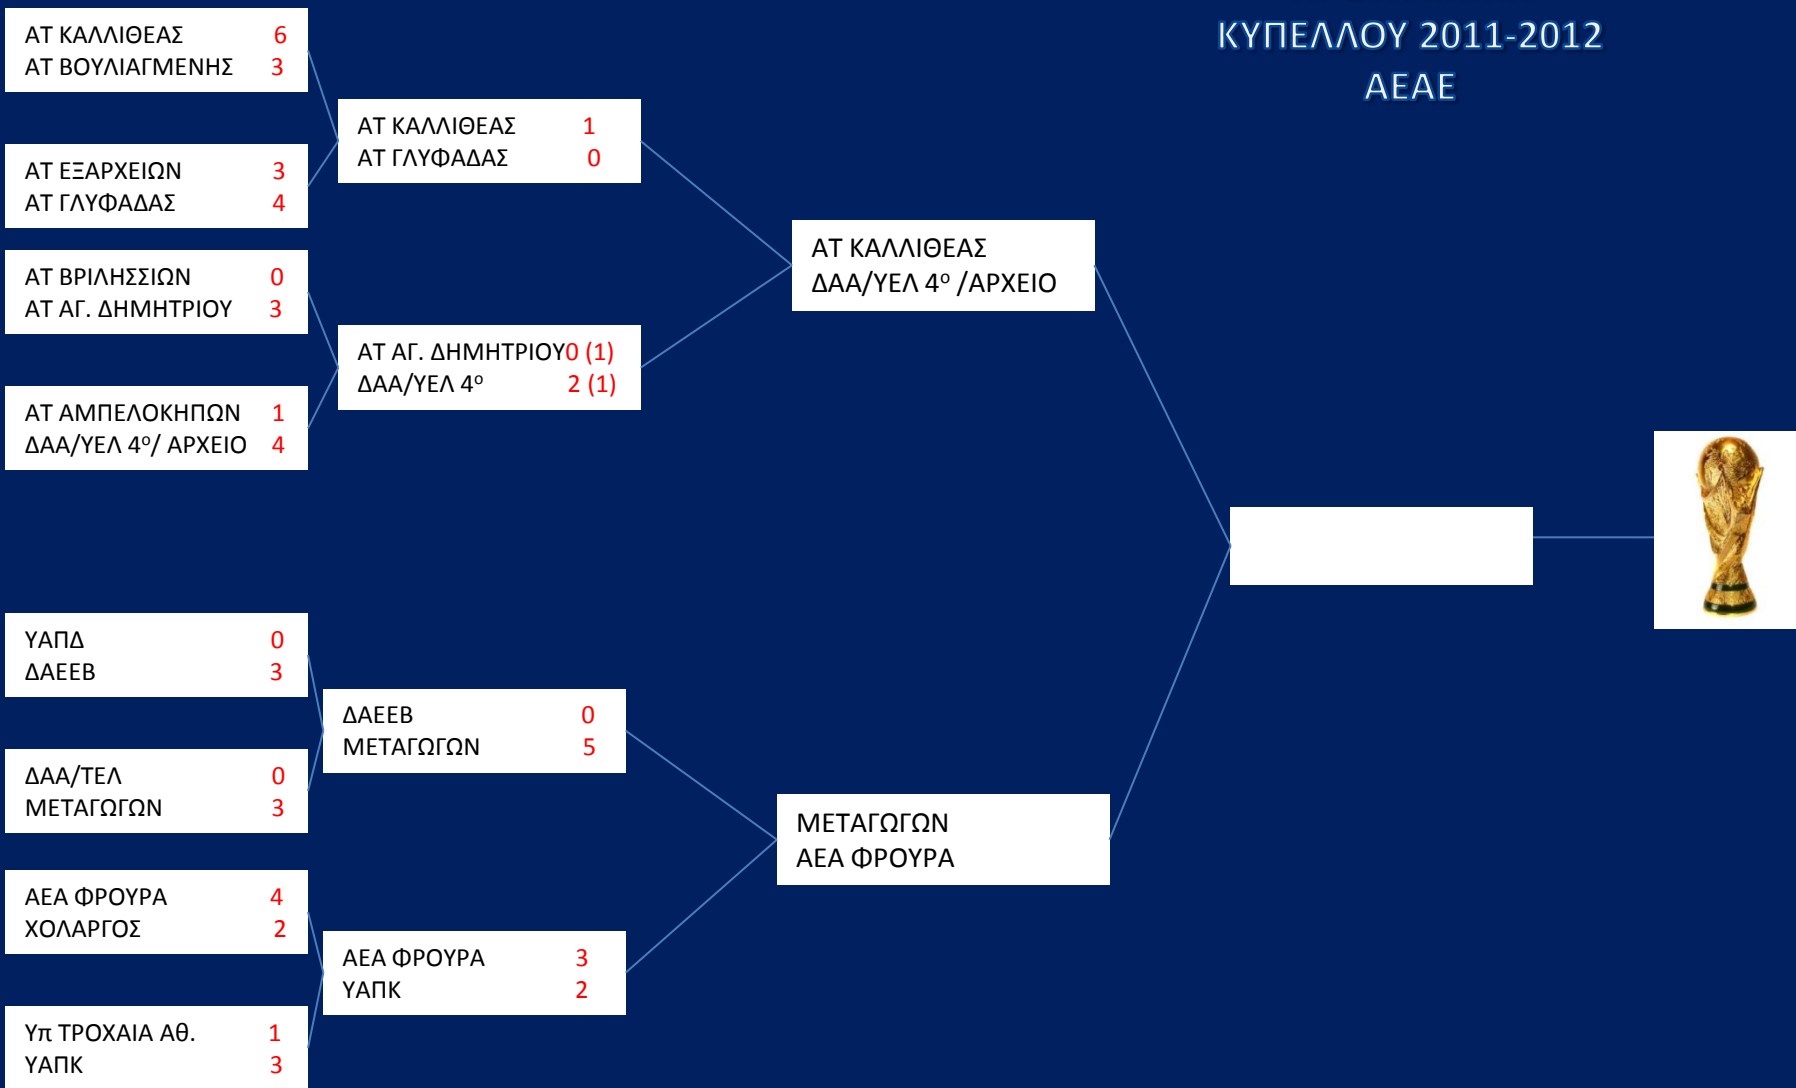 ΚΥΠΕΛΛΟΥ 2011-2012
ΑΕΑΕ
ΑΤ ΚΑΛΛΙΘΕΑΣ 6
ΑΤ ΒΟΥΛΙΑΓΜΕΝΗΣ 3
ΑΤ ΕΞΑΡΧΕΙΩΝ 3
ΑΤ ΓΛΥΦΑΔΑΣ 4
ΑΤ ΒΡΙΛΗΣΣΙΩΝ 0
ΑΤ ΑΓ. ΔΗΜΗΤΡΙΟΥ 3
ΑΤ ΑΜΠΕΛΟΚΗΠΩΝ 1
ΔΑΑ/ΥΕΛ 4ο/ ΑΡΧΕΙΟ 4
ΥΑΠΔ 0
ΔΑΕΕΒ 3
ΔΑΑ/ΤΕΛ 0
ΜΕΤΑΓΩΓΩΝ 3
ΑΕΑ ΦΡΟΥΡΑ 4
ΧΟΛΑΡΓΟΣ 2
Υπ ΤΡΟΧΑΙΑ Αθ. 1
ΥΑΠΚ 3
ΑΤ ΚΑΛΛΙΘΕΑΣ 1
ΑΤ ΓΛΥΦΑΔΑΣ 0
ΑΤ ΑΓ. ΔΗΜΗΤΡΙΟΥ 0 (1)
ΔΑΑ/ΥΕΛ 4ο 2 (1)
ΔΑΕΕΒ 0
ΜΕΤΑΓΩΓΩΝ 5
ΑΕΑ ΦΡΟΥΡΑ 3
ΥΑΠΚ 2
ΑΤ ΚΑΛΛΙΘΕΑΣ
ΔΑΑ/ΥΕΛ 4ο /ΑΡΧΕΙΟ
ΜΕΤΑΓΩΓΩΝ
ΑΕΑ ΦΡΟΥΡΑ